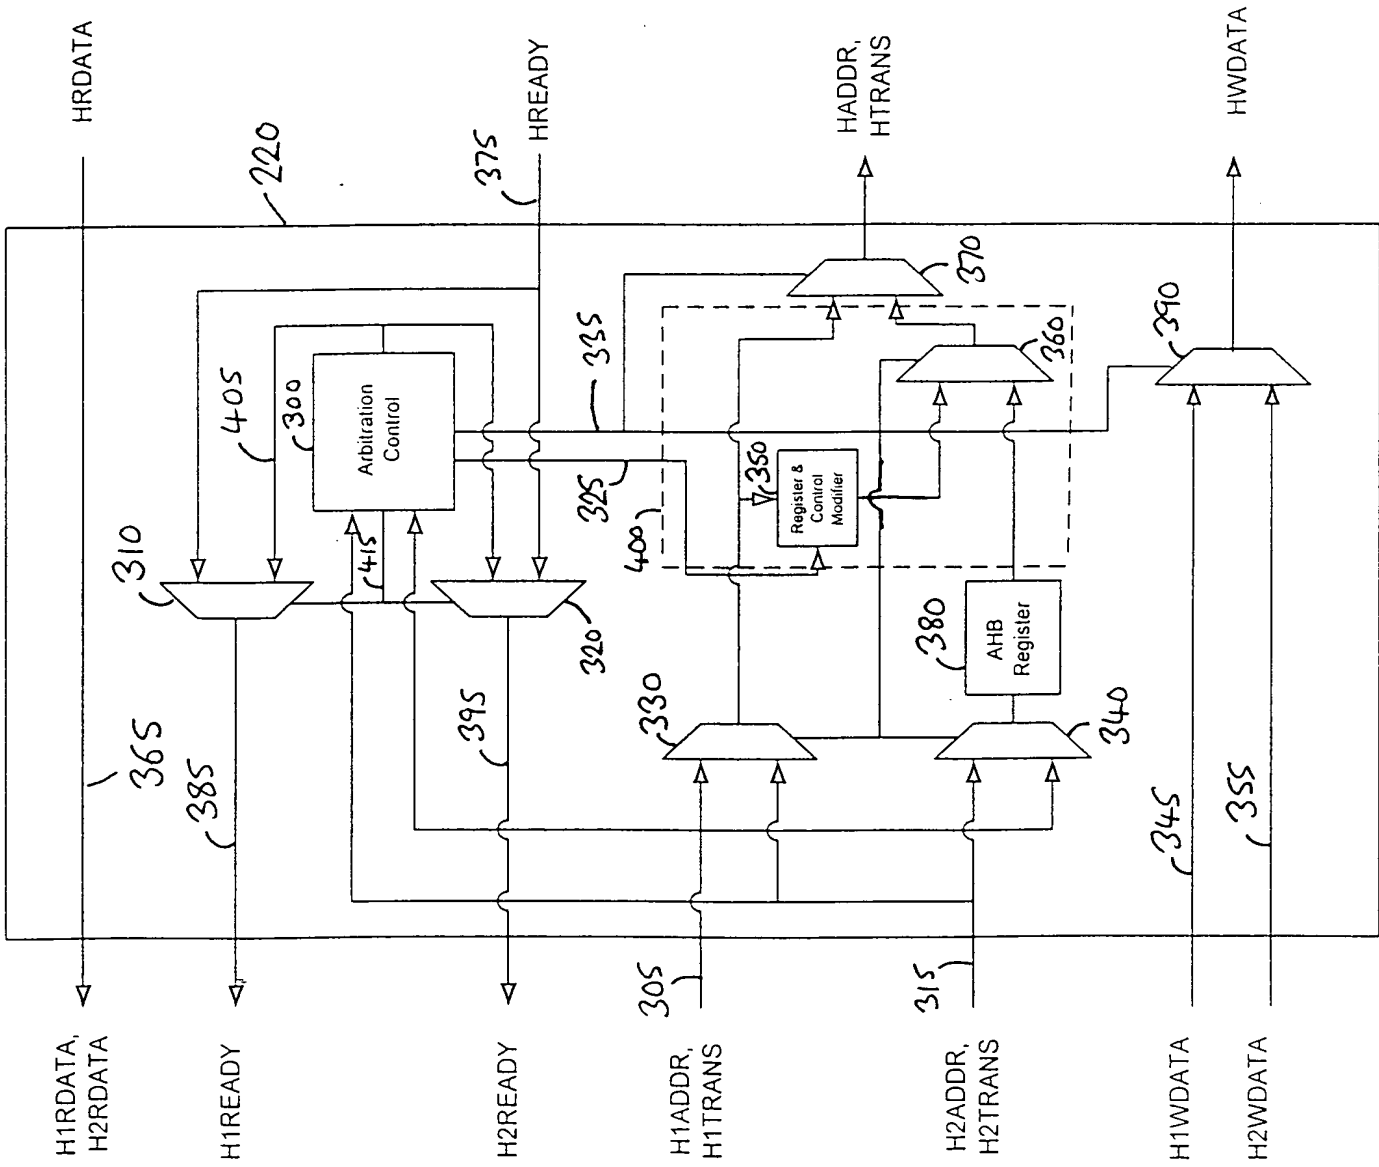 HRDATA
220
375
HREADY
HADDR,
HTRANS
HWDATA
405
300
Arbitration
Control
335
325
310
415
320
370
360
390
350
Register &
Control
Modifier
400
380
AHB
Register
365
385
395
330
340
345
355
305
315
H1RDATA,
H2RDATA
H1READY
H2READY
H1ADDR,
H1TRANS
H2ADDR,
H2TRANS
H1WDATA
H2WDATA